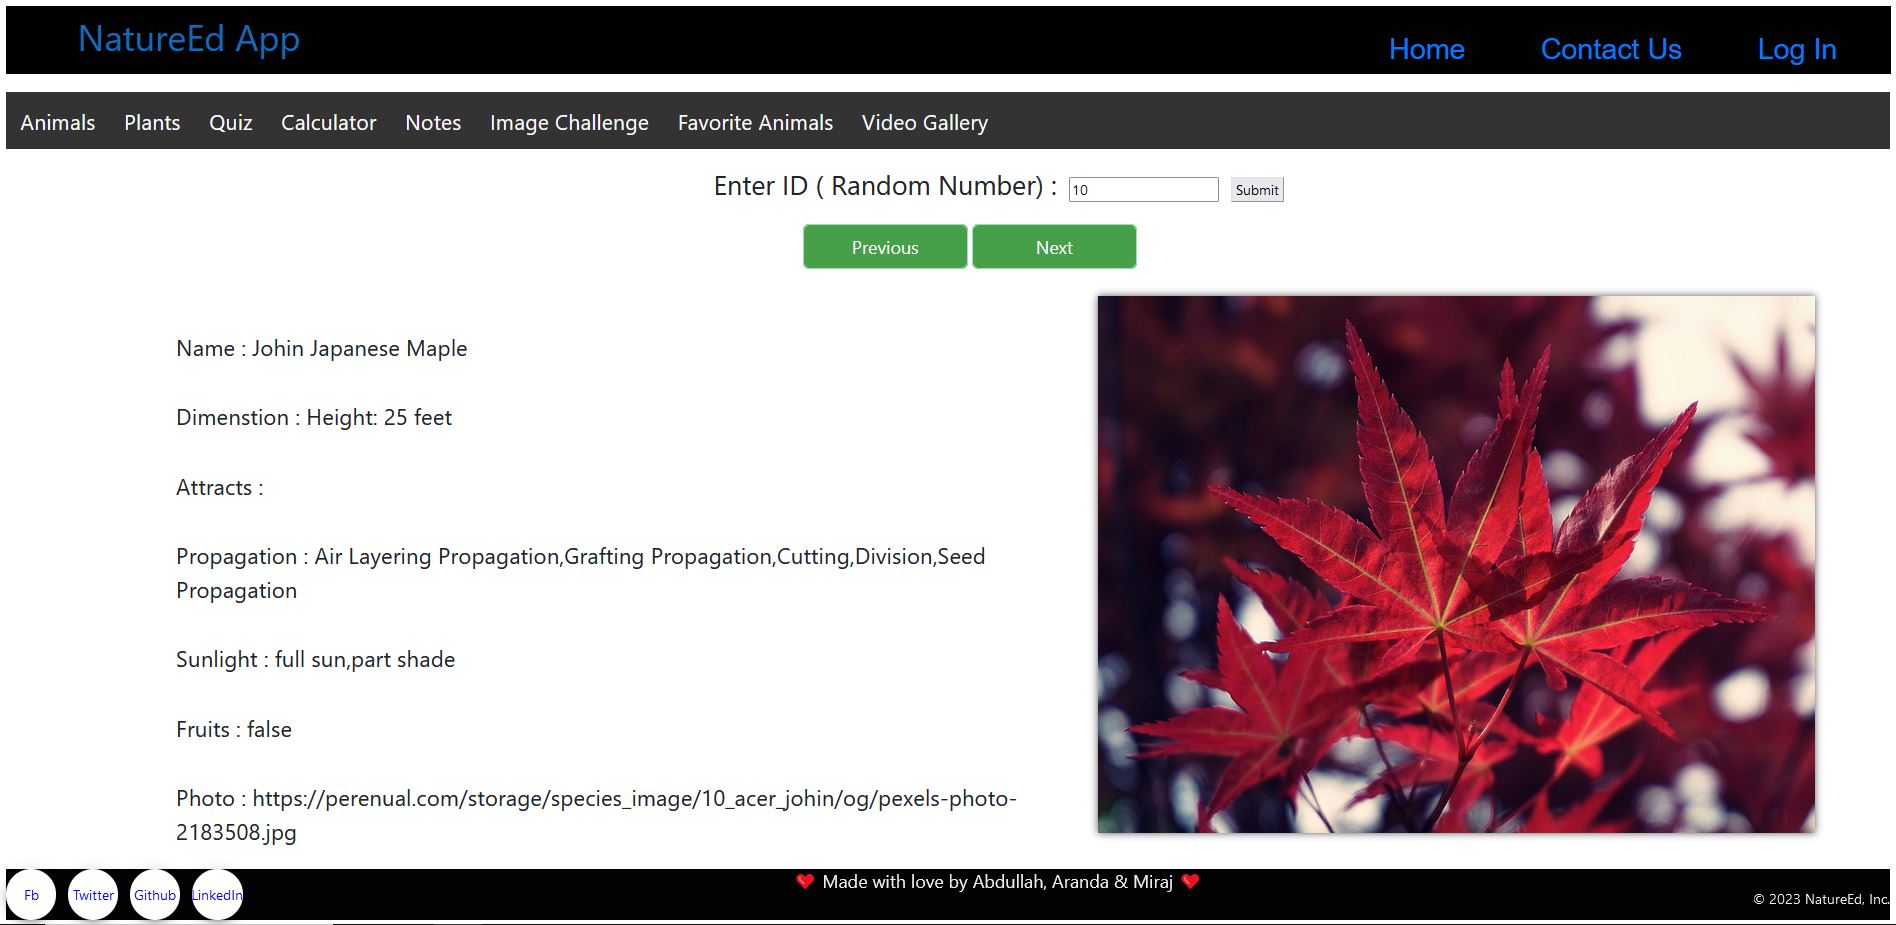 NatureEd App
Home Contact Us Log In
Animals Plants Quiz Calculator Notes Image Challenge Favorite Animals Video Gallery
Enter ID ( Random Number) : 10 Submit
Previous Next
Name : Johin Japanese Maple
Dimenstion : Height: 25 feet
Attracts :
Propagation : Air Layering Propagation,Grafting Propagation,Cutting,Division,Seed
Propagation
Sunlight : full sun,part shade
Fruits : false
Photo : https://perenual.com/storage/species_image/10_acer_johin/og/pexels-photo-
2183508.jpg
Fb Twitter Github LinkedIn
❤ Made with love by Abdullah, Aranda & Miraj ❤
© 2023 NatureEd, Inc.